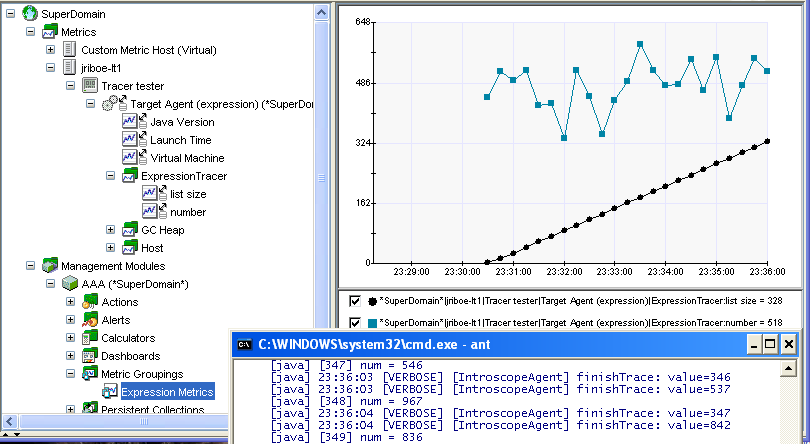 SuperDomain
Metrics
Custom Metric Host (Virtual)
jriboe-lt1
Tracer tester
Target Agent (expression) (*SuperDor
Java Version
Launch Time
Virtual Machine
ExpressionTracer
list size
number
GC Heap
Host
Management Modules
AAA (*SuperDomain*)
Actions
Alerts
Calculators
Dashboards
Metric Groupings
Expression Metrics
Persistent Collections
648
486
324
162
0
23:29:00 23:30:00 23:31:00 23:32:00 23:33:00 23:34:00 23:35:00 23:36:00
*SuperDomain*|jriboe-lt1|Tracer tester|Target Agent (expression)|ExpressionTracer:list size = 328
*SuperDomain*|jriboe-lt1|Tracer tester|Target Agent (expression)|ExpressionTracer:number = 518
C:\WINDOWS\system32\cmd.exe - ant
[java] [347] num = 546
[java] 23:36:03 [VERBOSE] [IntroscopeAgent] finishTrace: value=346
[java] 23:36:03 [VERBOSE] [IntroscopeAgent] finishTrace: value=537
[java] [348] num = 967
[java] 23:36:04 [VERBOSE] [IntroscopeAgent] finishTrace: value=347
[java] 23:36:04 [VERBOSE] [IntroscopeAgent] finishTrace: value=842
[java] [349] num = 836